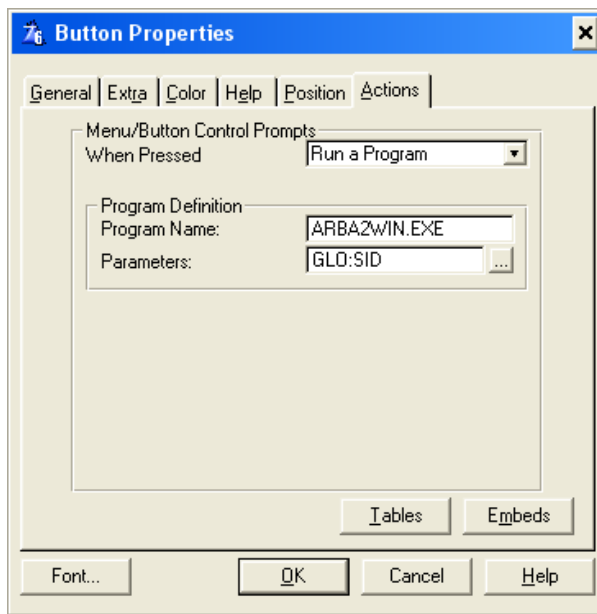 Button Properties
General Extra Color Help Position Actions
Menu/Button Control Prompts
When Pressed Run a Program
Program Definition
Program Name: ARBA2WIN.EXE
Parameters: GLO:SID ...
Tables Embeds
Font... OK Cancel Help